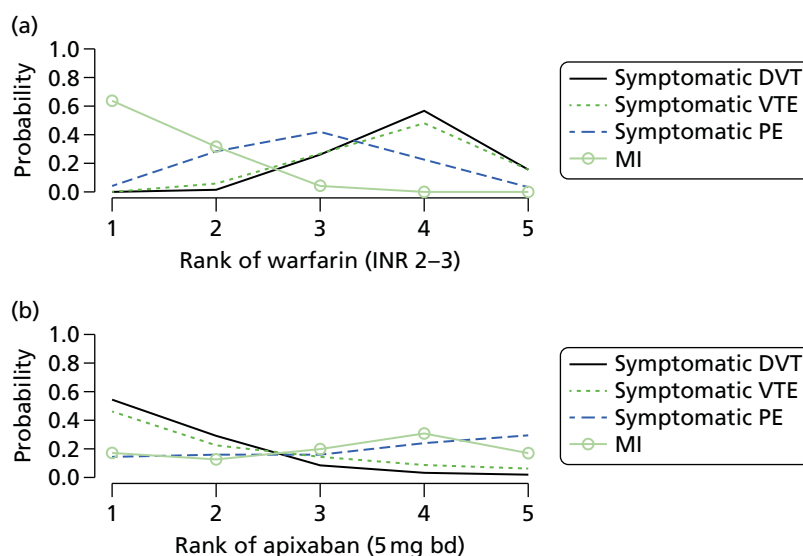 (a)
Probability
1.0
0.8
0.6
0.4
0.2
0.0
1 2 3 4 5
Rank of warfarin (INR 2–3)
Symptomatic DVT
Symptomatic VTE
Symptomatic PE
MI
(b)
Probability
1.0
0.8
0.6
0.4
0.2
0.0
1 2 3 4 5
Rank of apixaban (5 mg bd)
Symptomatic DVT
Symptomatic VTE
Symptomatic PE
MI